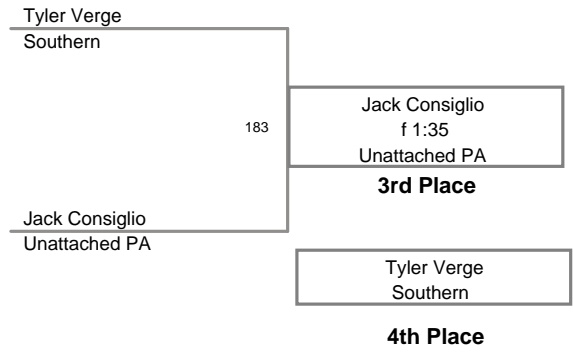 Tyler Verge
Southern
183
Jack Consiglio
f 1:35
Unattached PA
3rd Place
Jack Consiglio
Unattached PA
Tyler Verge
Southern
4th Place